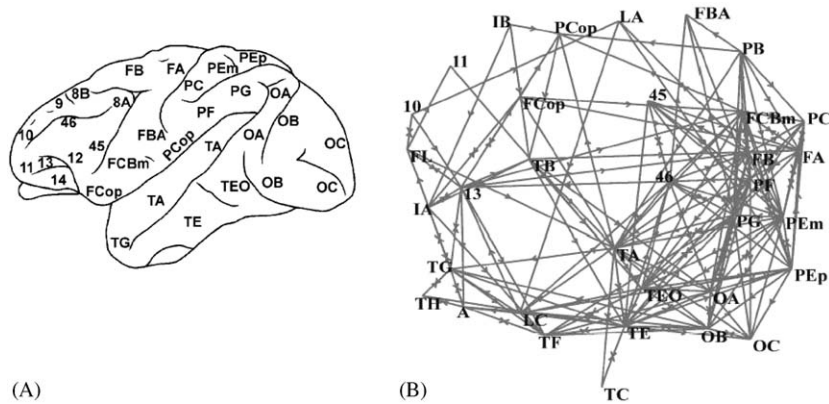 FB
FA
PEm
PEp
8B
9
8A
PC
PG
OA
46
PF
10
45
FBA
OA
OB
PCop
TA
OC
11
13
12
FCBm
14
FCop
TEO
OB
OC
TA
TE
TG
(A)
IB
PCop
LA
FBA
PB
11
10
FCop
45
FCBm
PC
FL
TB
FB
FA
46
PF
13
IA
PG
PEm
TA
TG
PEp
TEO
OA
TH
A
LC
TF
TE
OB
OC
TC
(B)